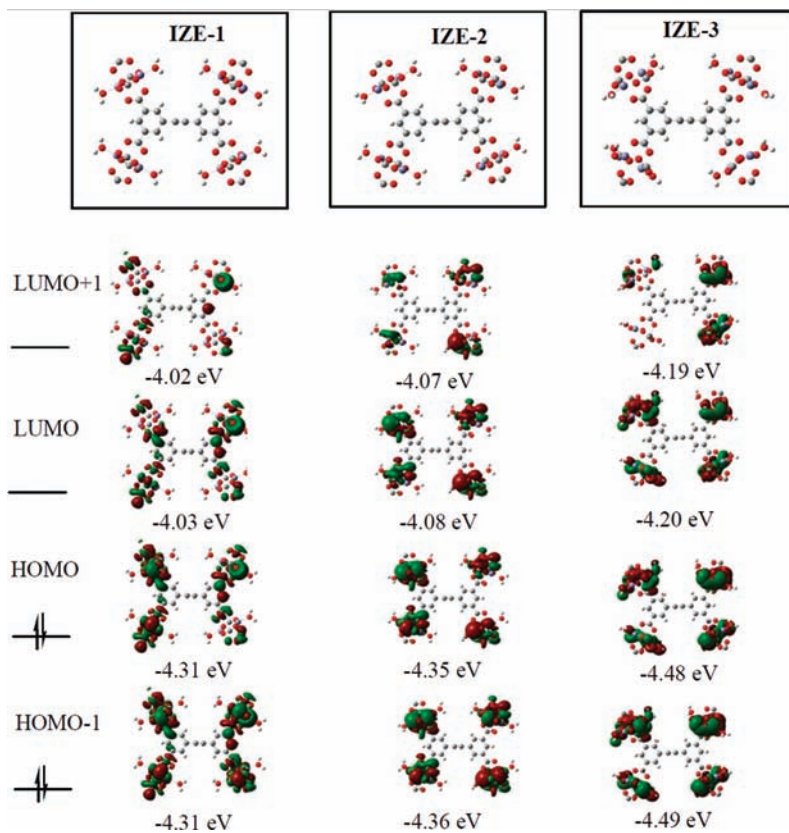 IZE-1 IZE-2 IZE-3
LUMO+1
-4.02 eV -4.07 eV -4.19 eV
LUMO
-4.03 eV -4.08 eV -4.20 eV
HOMO
-4.31 eV -4.35 eV -4.48 eV
HOMO-1
-4.31 eV -4.36 eV -4.49 eV